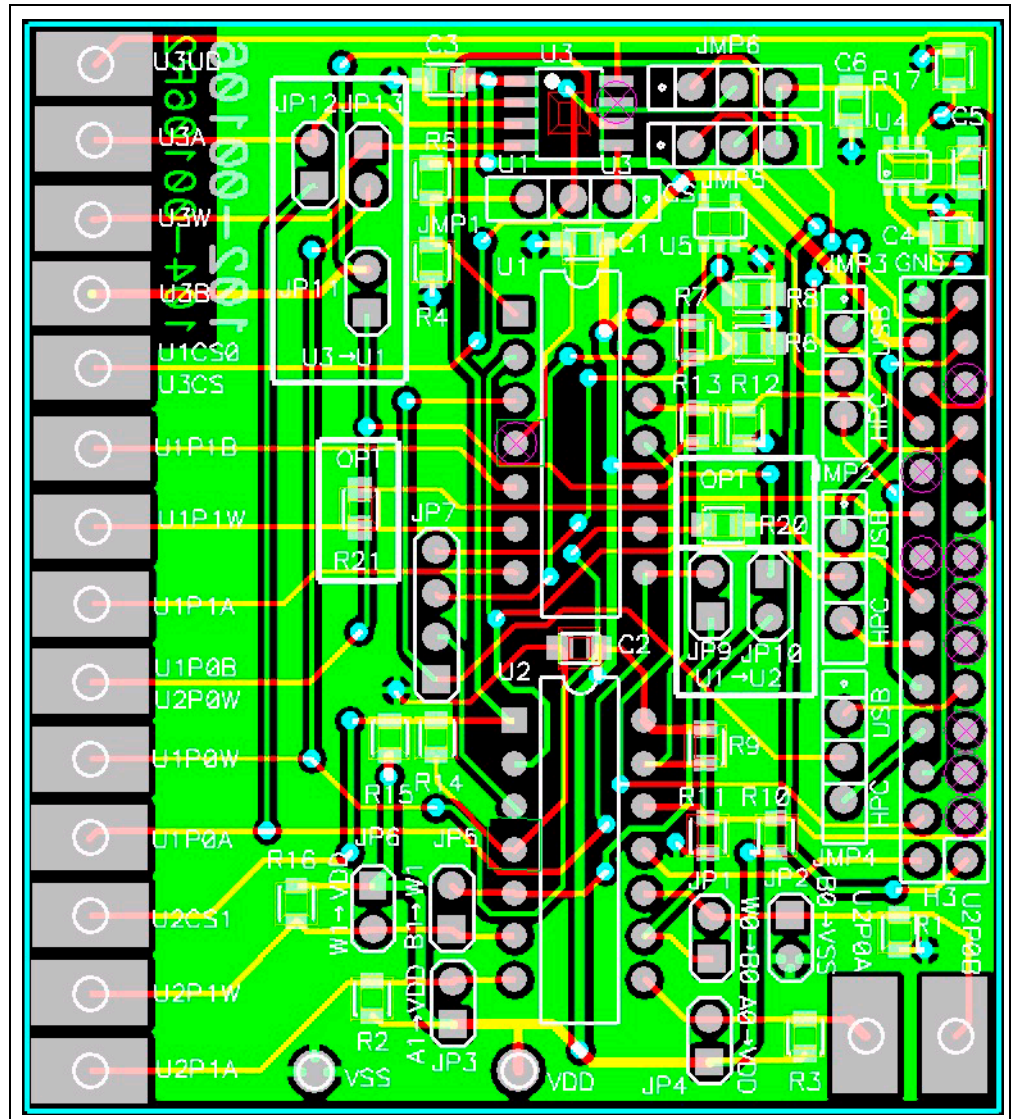 U3UD
U3A
U3W
U3B
U1CS0
U3CS
U1P1B
U1P1W
U1P1A
U1P0B
U2P0W
U1P0W
U1P0A
U2CS1
U2P1W
U2P1A
JP12
JP13
JP11
U3→U1
C3
U3
JMP6
C6
R17
U4
C5
R5
U1
U3
JMP5
CS
JMP1
U1
C1
U5
C4
JMP3
GND
R4
R7
R8
USB
R6
R13
R12
HPC
OPT
R21
JP7
OPT
R20
JMP2
USB
HPC
JP9
JP10
U1→U2
U2
C2
USB
R9
R15
R14
R11
R10
HPC
JMP4
JP6
JP5
R16
W1→VDD
B1→W1
JP1
JP2
W0→B0
B0→VSS
U2P0A
H3
U2P0B
R1
R2
A1→VDD
JP3
A0→VDD
JP4
R3
VSS
VDD